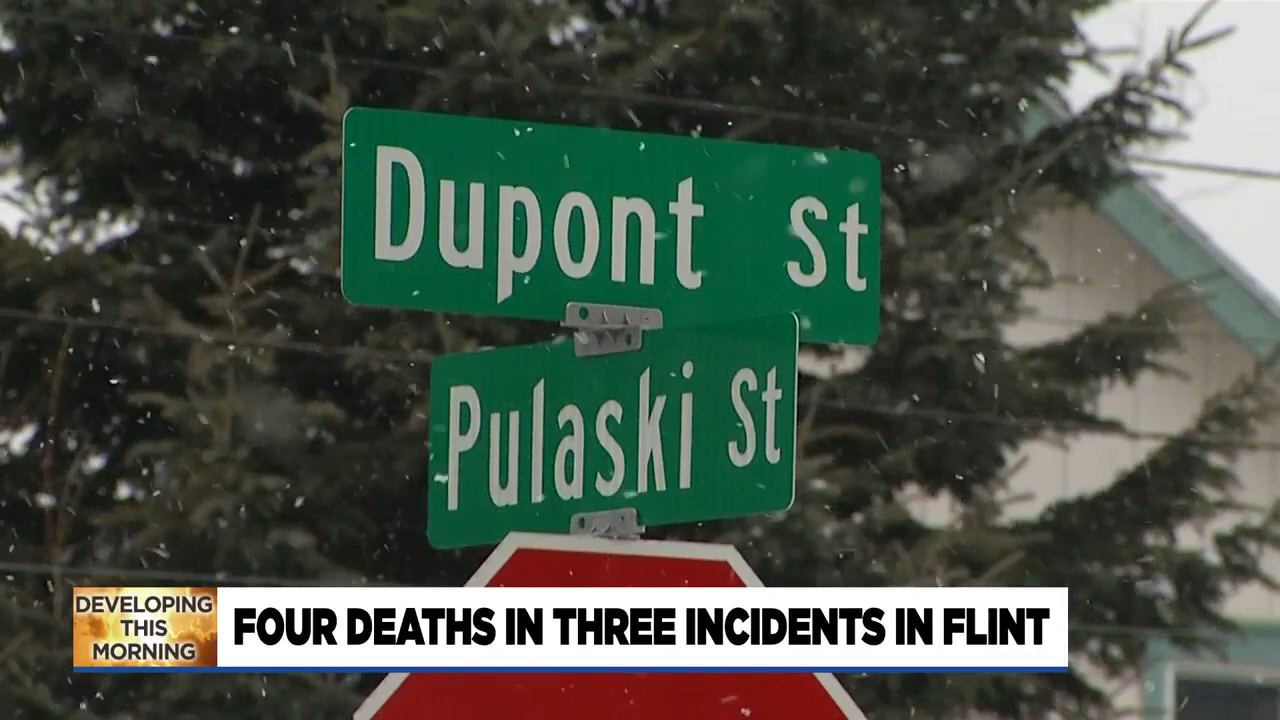 Dupont St
Pulaski St
DEVELOPING
THIS
MORNING
FOUR DEATHS IN THREE INCIDENTS IN FLINT